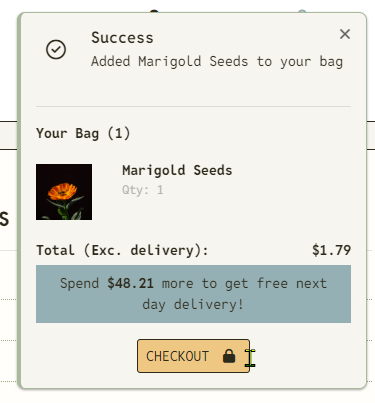 Success
Added Marigold Seeds to your bag
Your Bag (1)
Marigold Seeds
Qty: 1
Total (Exc. delivery): $1.79
Spend $48.21 more to get free next
day delivery!
CHECKOUT
S